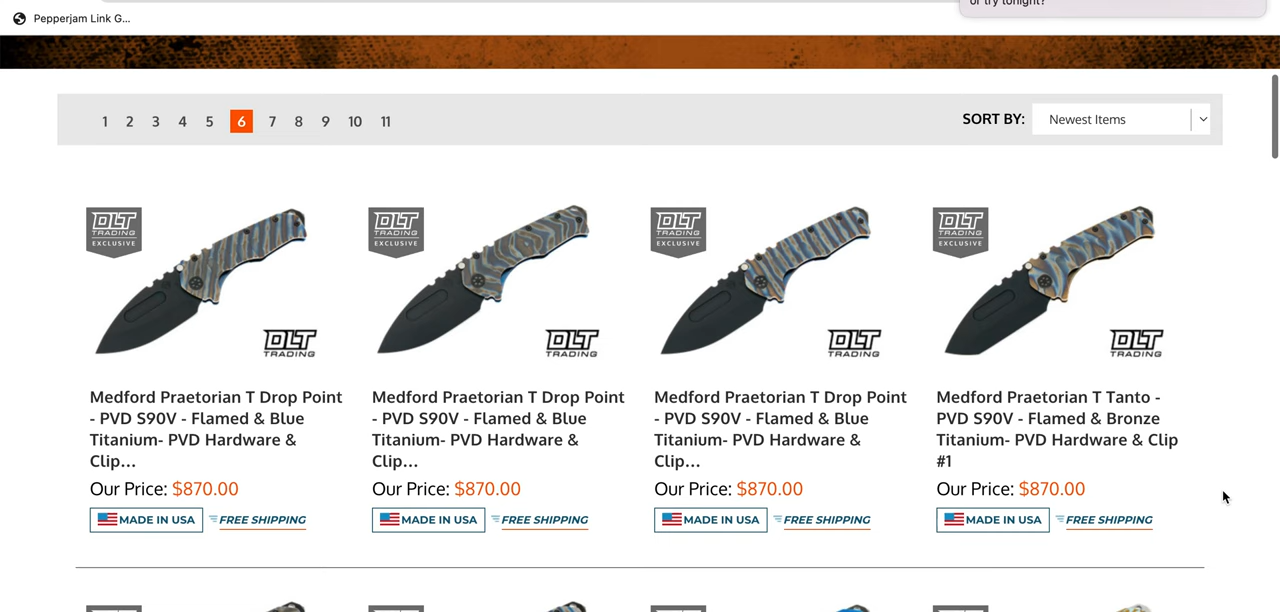 or try tonight?
Pepperjam Link G...
1 2 3 4 5 6 7 8 9 10 11
SORT BY: Newest Items
DLT
TRADING
EXCLUSIVE
DLT
TRADING
Medford Praetorian T Drop Point
- PVD S90V - Flamed & Blue
Titanium- PVD Hardware &
Clip...
Our Price: $870.00
MADE IN USA FREE SHIPPING
DLT
TRADING
EXCLUSIVE
DLT
TRADING
Medford Praetorian T Drop Point
- PVD S90V - Flamed & Blue
Titanium- PVD Hardware &
Clip...
Our Price: $870.00
MADE IN USA FREE SHIPPING
DLT
TRADING
EXCLUSIVE
DLT
TRADING
Medford Praetorian T Drop Point
- PVD S90V - Flamed & Blue
Titanium- PVD Hardware &
Clip...
Our Price: $870.00
MADE IN USA FREE SHIPPING
DLT
TRADING
EXCLUSIVE
DLT
TRADING
Medford Praetorian T Tanto -
PVD S90V - Flamed & Bronze
Titanium- PVD Hardware & Clip
#1
Our Price: $870.00
MADE IN USA FREE SHIPPING